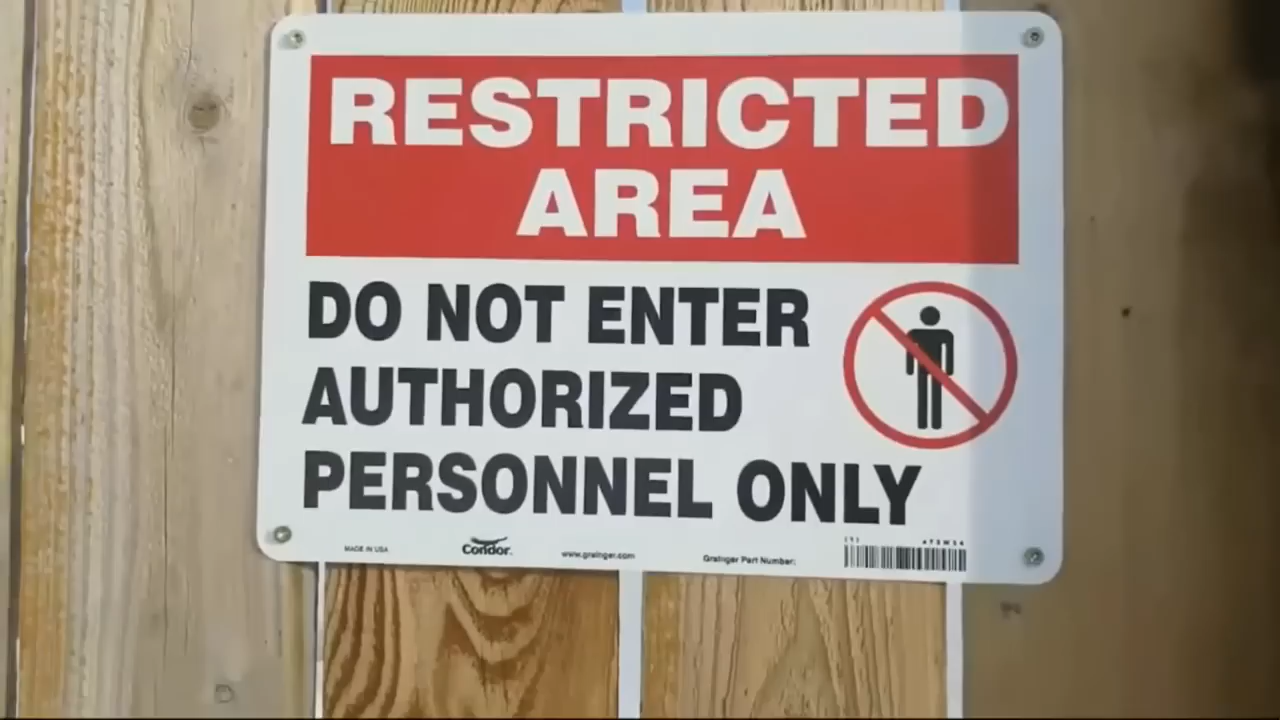 RESTRICTED
AREA
DO NOT ENTER
AUTHORIZED
PERSONNEL ONLY
MADE IN USA
Condor.
www.grainger.com
Grainger Part Number: